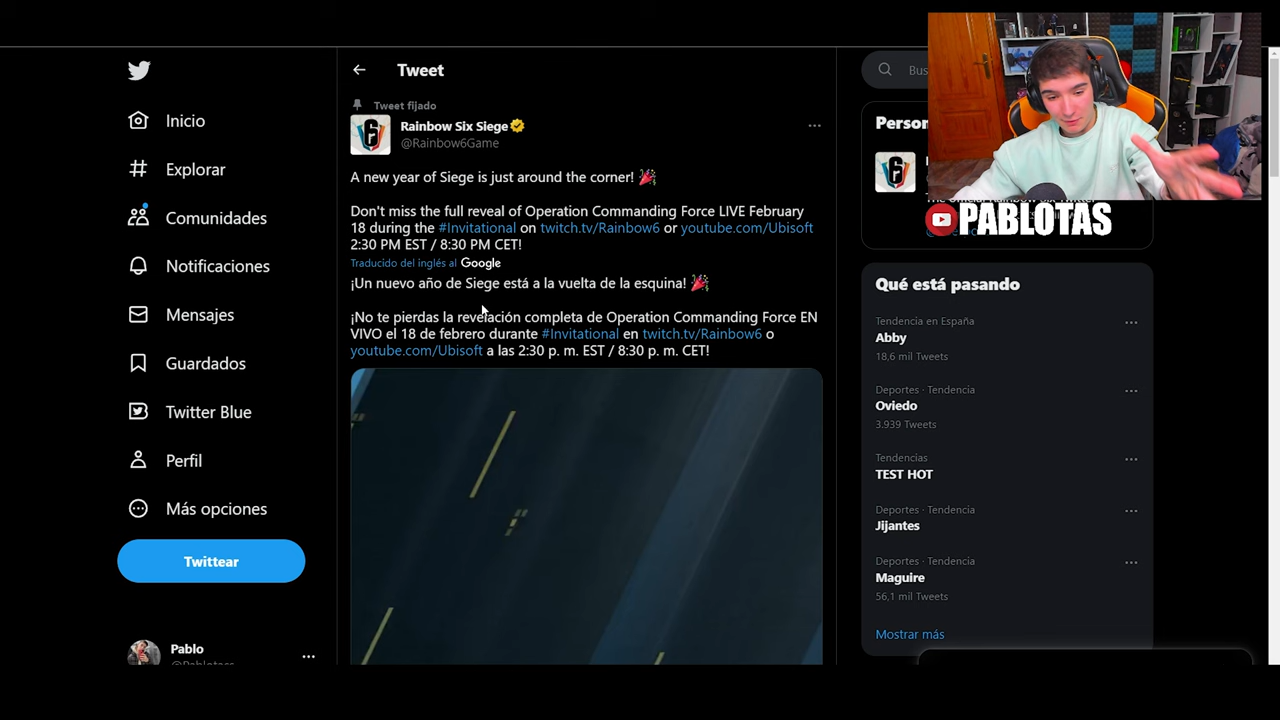 Inicio
Explorar
Comunidades
Notificaciones
Mensajes
Guardados
Twitter Blue
Perfil
Más opciones
Twittear
Pablo
Tweet
Tweet fijado
Rainbow Six Siege
@Rainbow6Game
A new year of Siege is just around the corner! 🎉
Don't miss the full reveal of Operation Commanding Force LIVE February
18 during the #Invitational on twitch.tv/Rainbow6 or youtube.com/Ubisoft
2:30 PM EST / 8:30 PM CET!
Traducido del inglés al Google
¡Un nuevo año de Siege está a la vuelta de la esquina! 🎉
¡No te pierdas la revelación completa de Operation Commanding Force EN
VIVO el 18 de febrero durante #Invitational en twitch.tv/Rainbow6 o
youtube.com/Ubisoft a las 2:30 p. m. EST / 8:30 p. m. CET!
PABLOTAS
Qué está pasando
Tendencia en España
Abby
18,6 mil Tweets
Deportes · Tendencia
Oviedo
3.939 Tweets
Tendencias
TEST HOT
Deportes · Tendencia
Jijantes
Deportes · Tendencia
Maguire
56,1 mil Tweets
Mostrar más